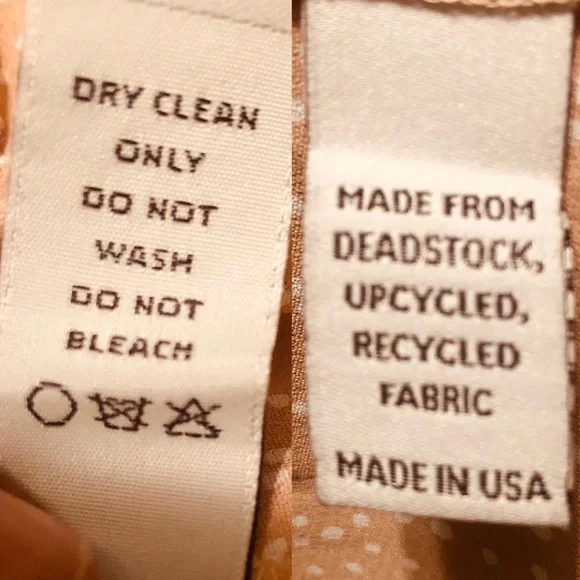 DRY CLEAN
ONLY
DO NOT
WASH
DO NOT
BLEACH
MADE FROM
DEADSTOCK,
UPCYCLED,
RECYCLED
FABRIC
MADE IN USA